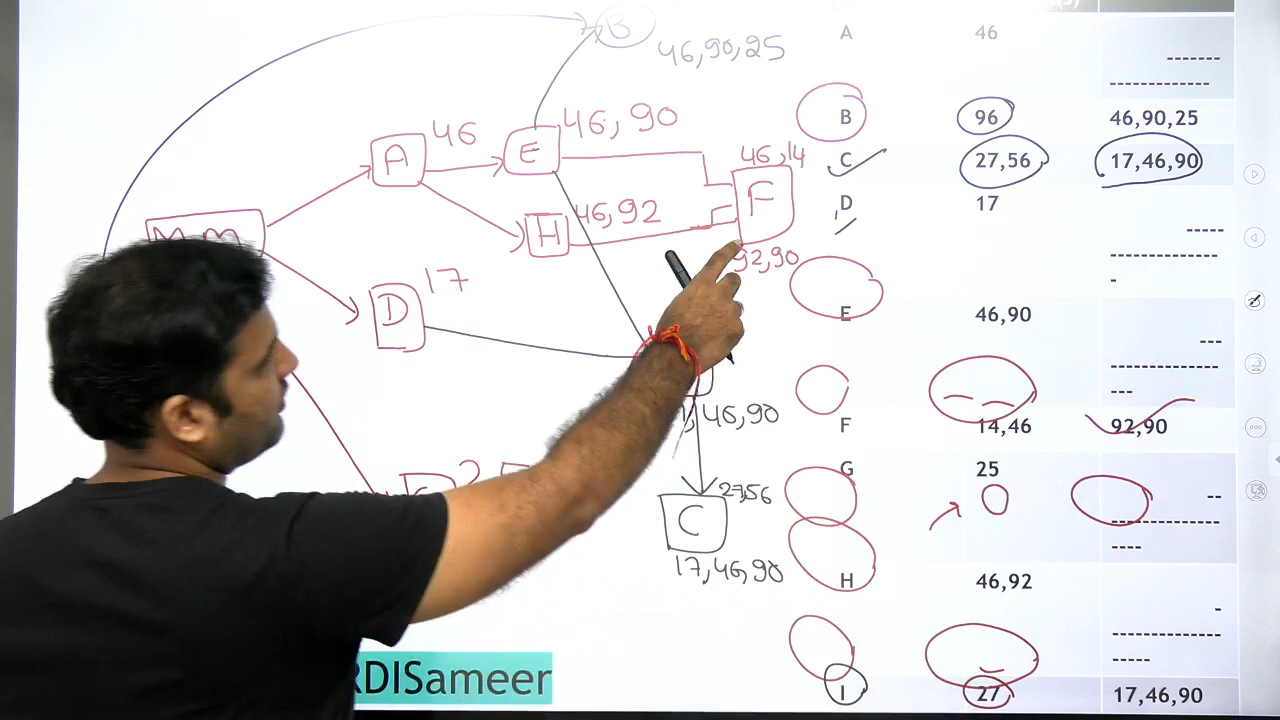 B
46,90,25
A 46
46, 90
E
A
46,14
F
46,92
H
92,90
M.M
17
D
46,90
27,56
C
17,46,90
RDISameer
A 46
B 96 46,90,25
C 27,56 17,46,90
D 17
E 46,90
F 14,46 92,90
G 25
H 46,92
I 27 17,46,90